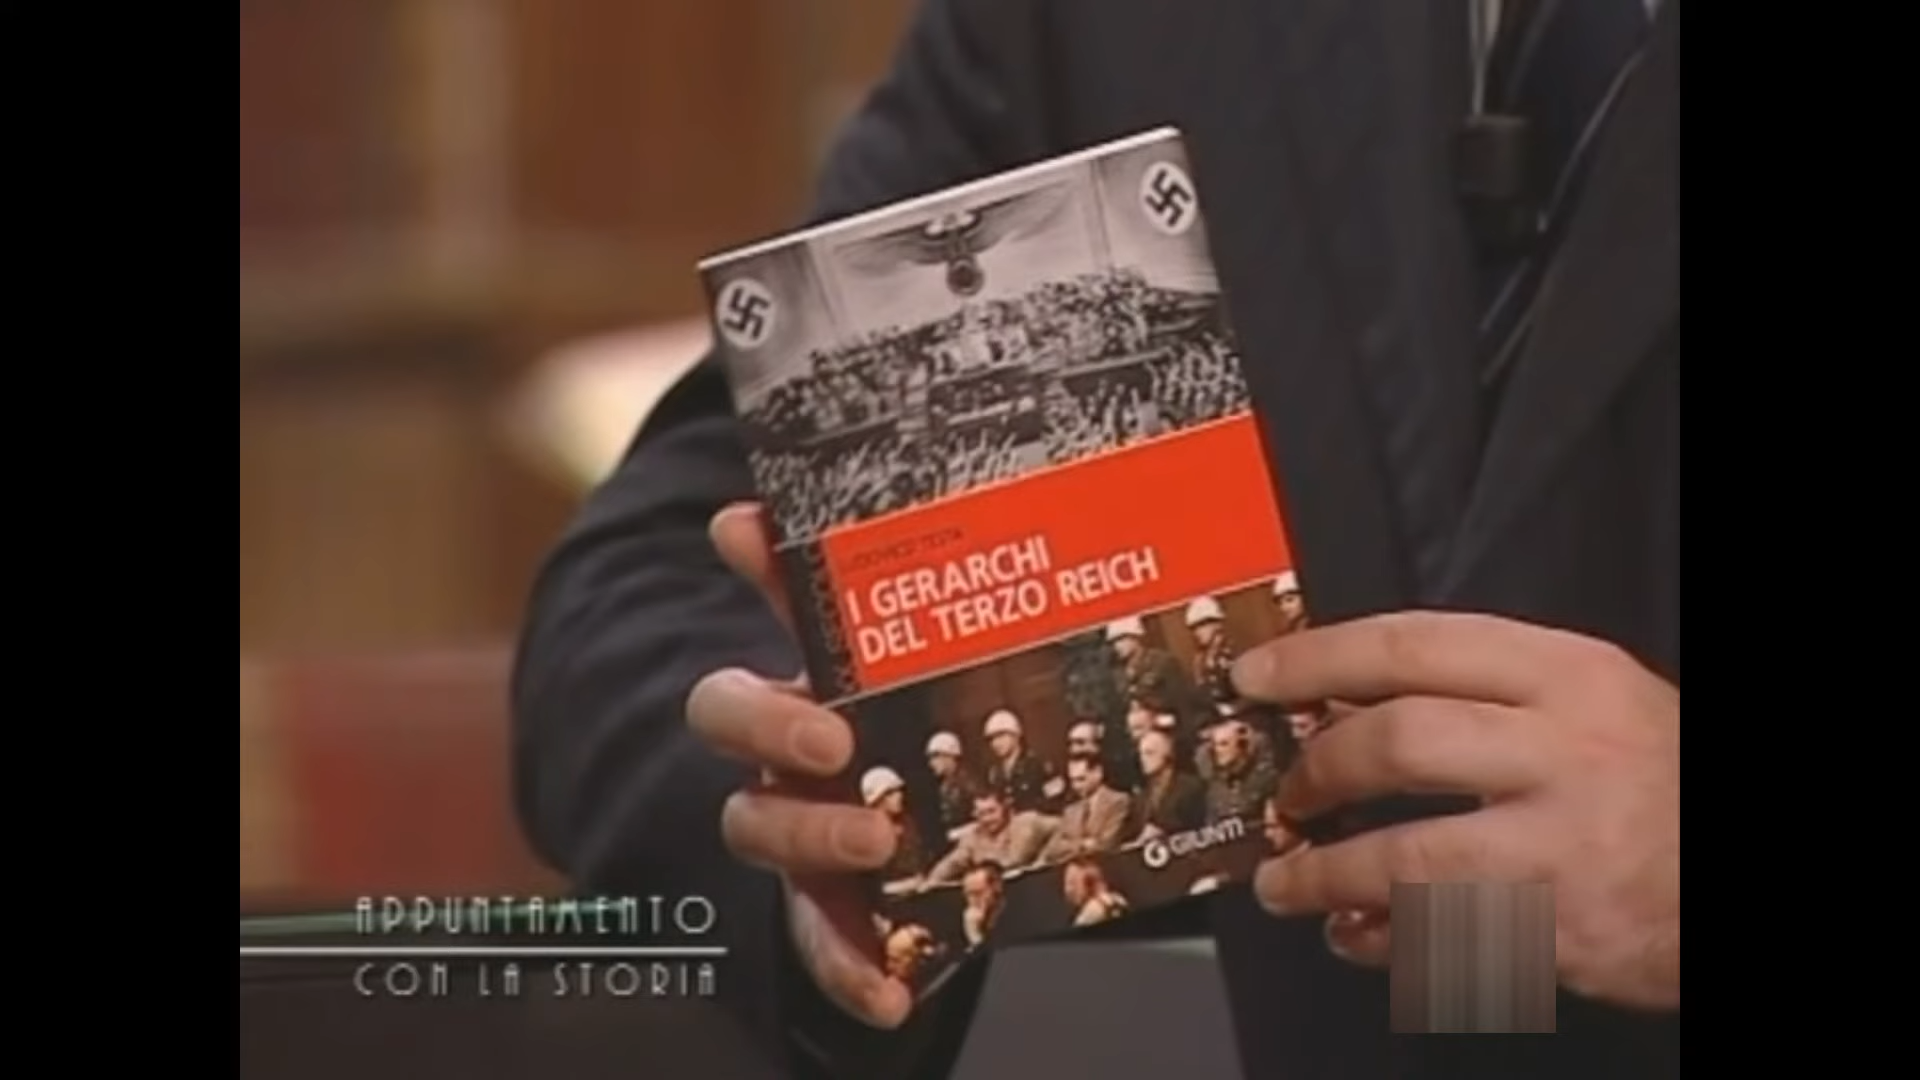 I GERARCHI
DEL TERZO REICH
GIUNTI
APPUNTAMENTO
CON LA STORIA